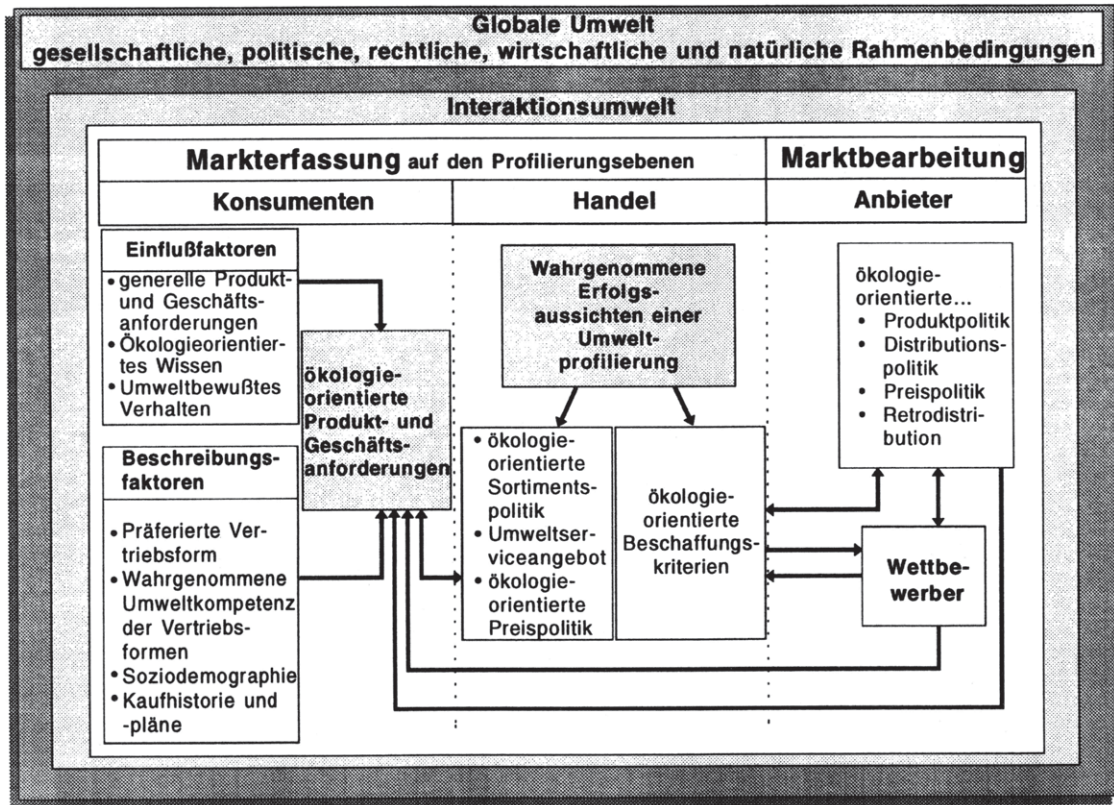 Globale Umwelt
gesellschaftliche, politische, rechtliche, wirtschaftliche und natürliche Rahmenbedingungen
Interaktionsumwelt
Markterfassung auf den Profilierungsebenen
Marktbearbeitung
Konsumenten
Handel
Anbieter
Einflußfaktoren
• generelle Produkt-
und Geschäfts-
anforderungen
• Ökologieorientier-
tes Wissen
• Umweltbewußtes
Verhalten
Beschreibungs-
faktoren
• Präferierte Ver-
triebsform
• Wahrgenommene
Umweltkompetenz
der Vertriebs-
formen
• Soziodemographie
• Kaufhistorie und
-pläne
ökologie-
orientierte
Produkt- und
Geschäfts-
anforderungen
Wahrgenommene
Erfolgs-
aussichten einer
Umwelt-
profilierung
• ökologie-
orientierte
Sortiments-
politik
• Umweltser-
viceangebot
• ökologie-
orientierte
Preispolitik
ökologie-
orientierte
Beschaffungs-
kriterien
ökologie-
orientierte...
• Produktpolitik
• Distributions-
politik
• Preispolitik
• Retrodistri-
bution
Wettbe-
werber